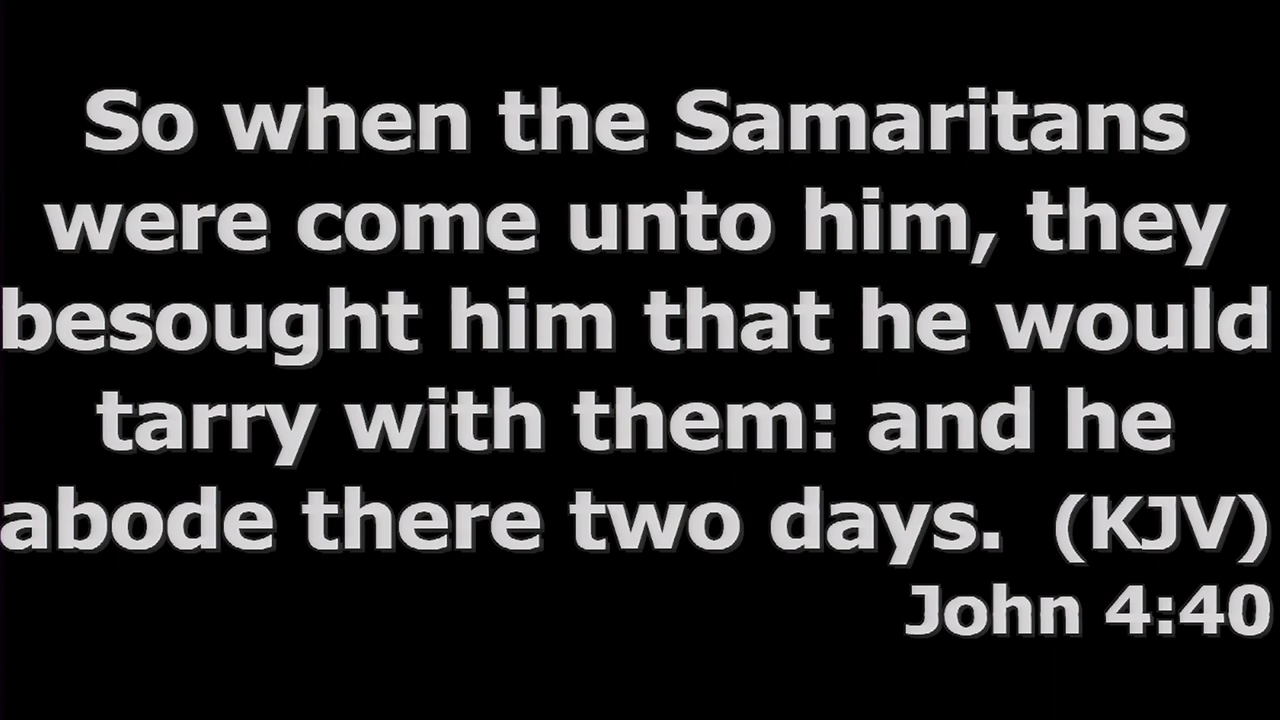 So when the Samaritans
were come unto him, they
besought him that he would
tarry with them: and he
abode there two days. (KJV)
John 4:40